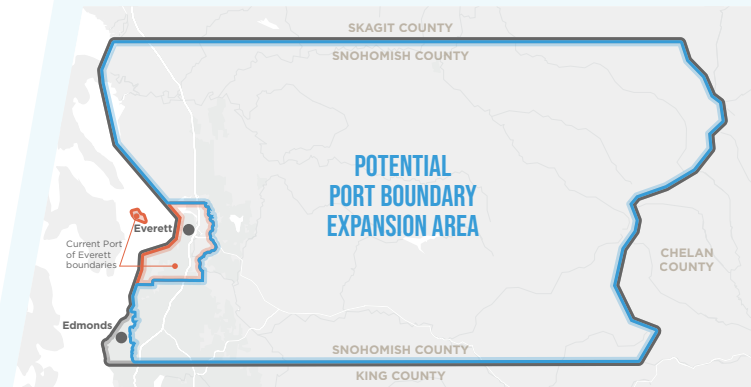 SKAGIT COUNTY
SNOHOMISH COUNTY
POTENTIAL
PORT BOUNDARY
EXPANSION AREA
Everett
Current Port
of Everett
boundaries
CHELAN
COUNTY
Edmonds
SNOHOMISH COUNTY
KING COUNTY